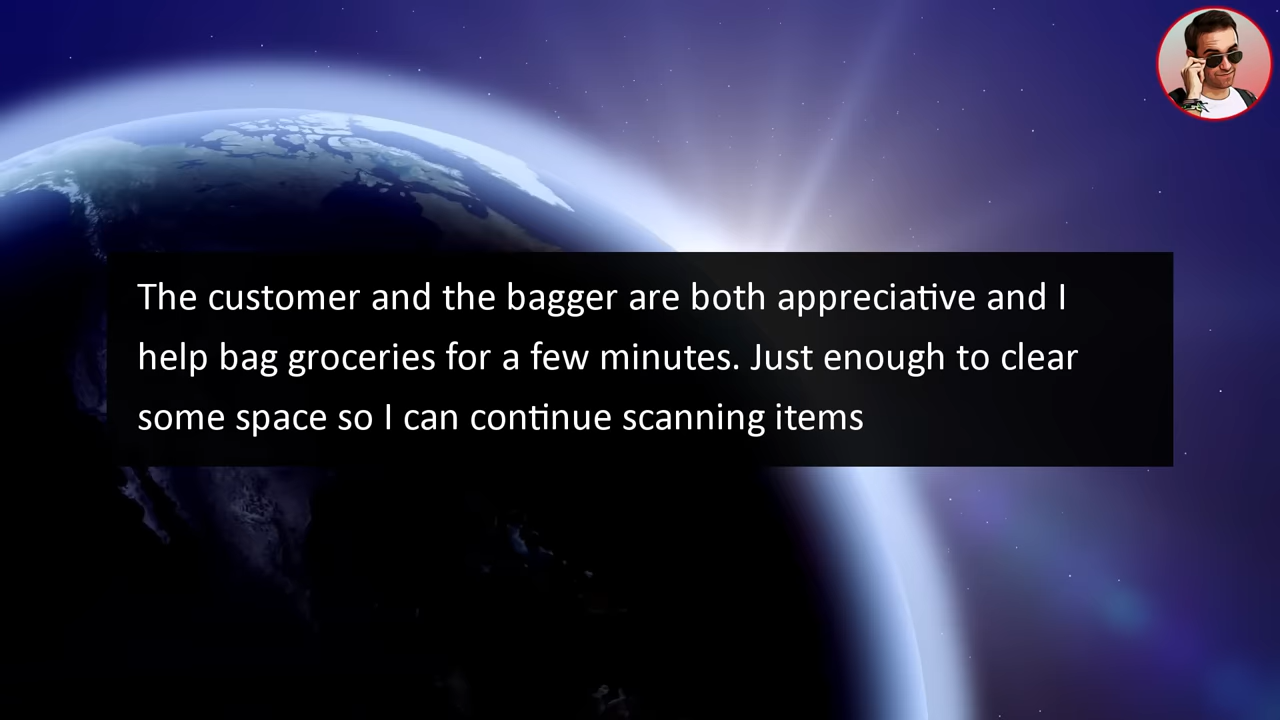 The customer and the bagger are both appreciative and I
help bag groceries for a few minutes. Just enough to clear
some space so I can continue scanning items